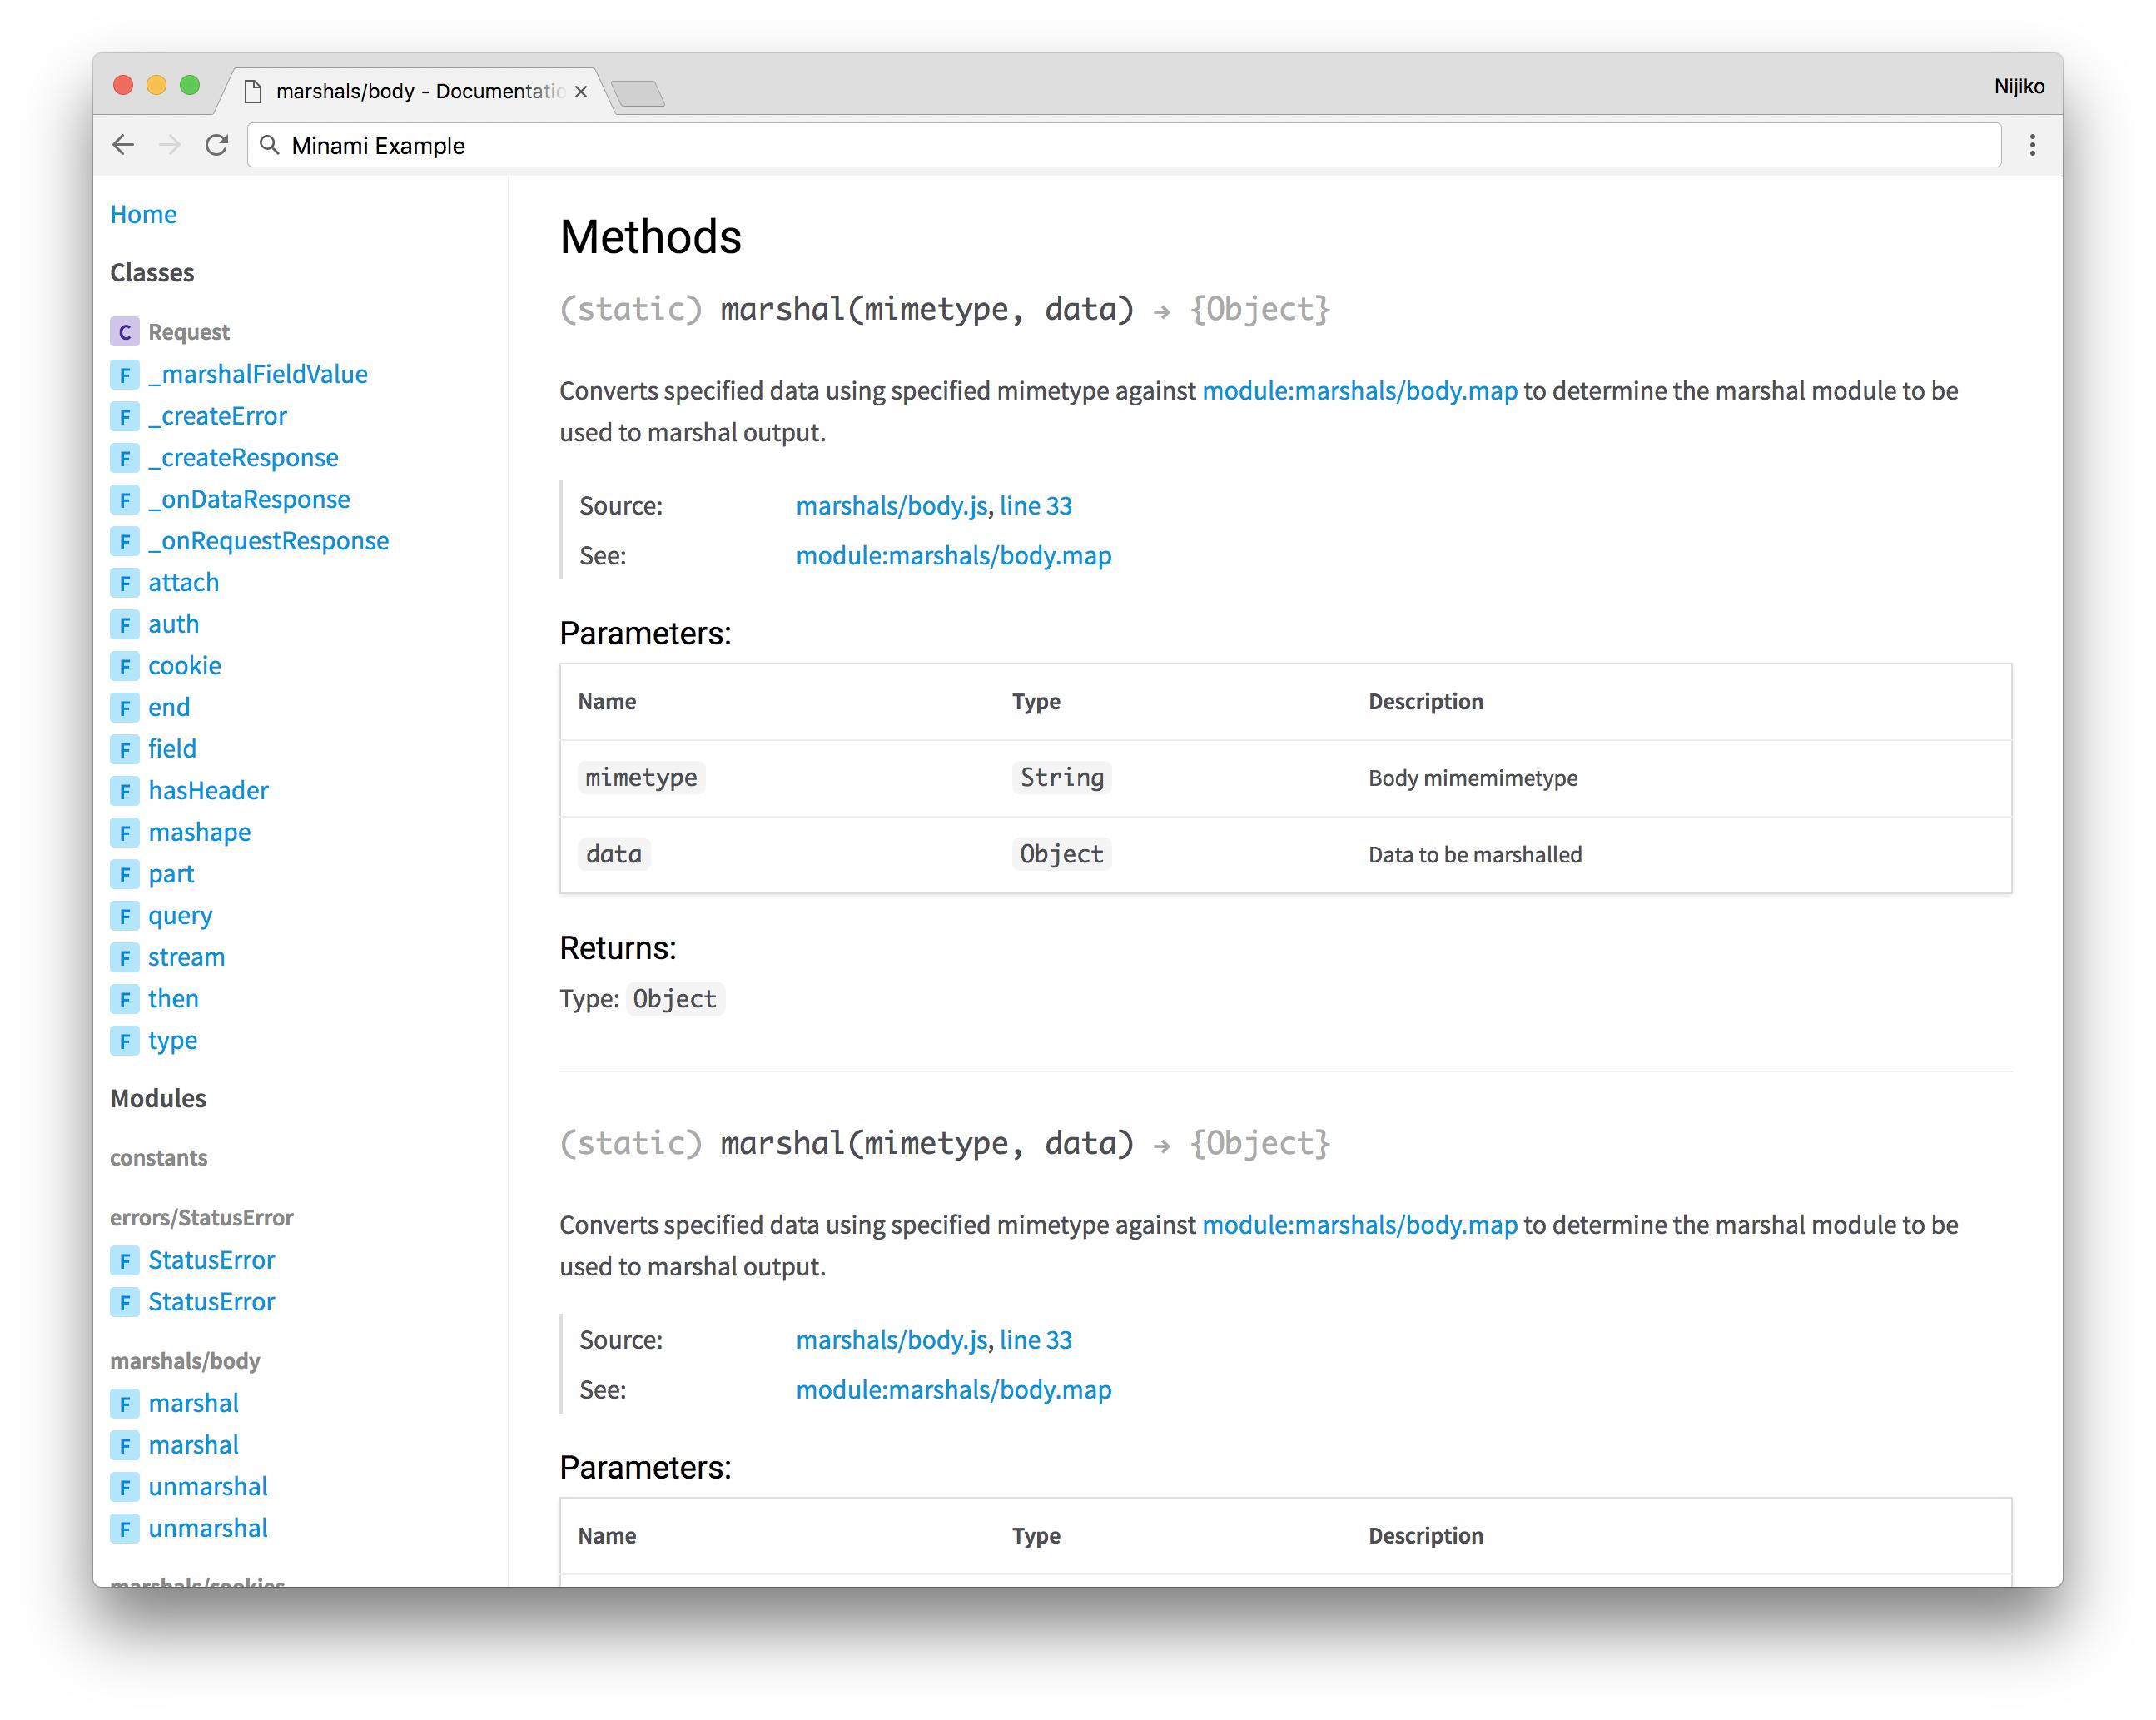 marshals/body - Documentatio
Nijiko
Minami Example
Home
Classes
C Request
F _marshalFieldValue
F _createError
F _createResponse
F _onDataResponse
F _onRequestResponse
F attach
F auth
F cookie
F end
F field
F hasHeader
F mashape
F part
F query
F stream
F then
F type
Modules
constants
errors/StatusError
F StatusError
F StatusError
marshals/body
F marshal
F marshal
F unmarshal
F unmarshal
marshals/cookies
Methods
(static) marshal(mimetype, data) → {Object}
Converts specified data using specified mimetype against module:marshals/body.map to determine the marshal module to be
used to marshal output.
Source: marshals/body.js, line 33
See: module:marshals/body.map
Parameters:
Name Type Description
mimetype String Body mimemimetype
data Object Data to be marshalled
Returns:
Type: Object
(static) marshal(mimetype, data) → {Object}
Converts specified data using specified mimetype against module:marshals/body.map to determine the marshal module to be
used to marshal output.
Source: marshals/body.js, line 33
See: module:marshals/body.map
Parameters:
Name Type Description